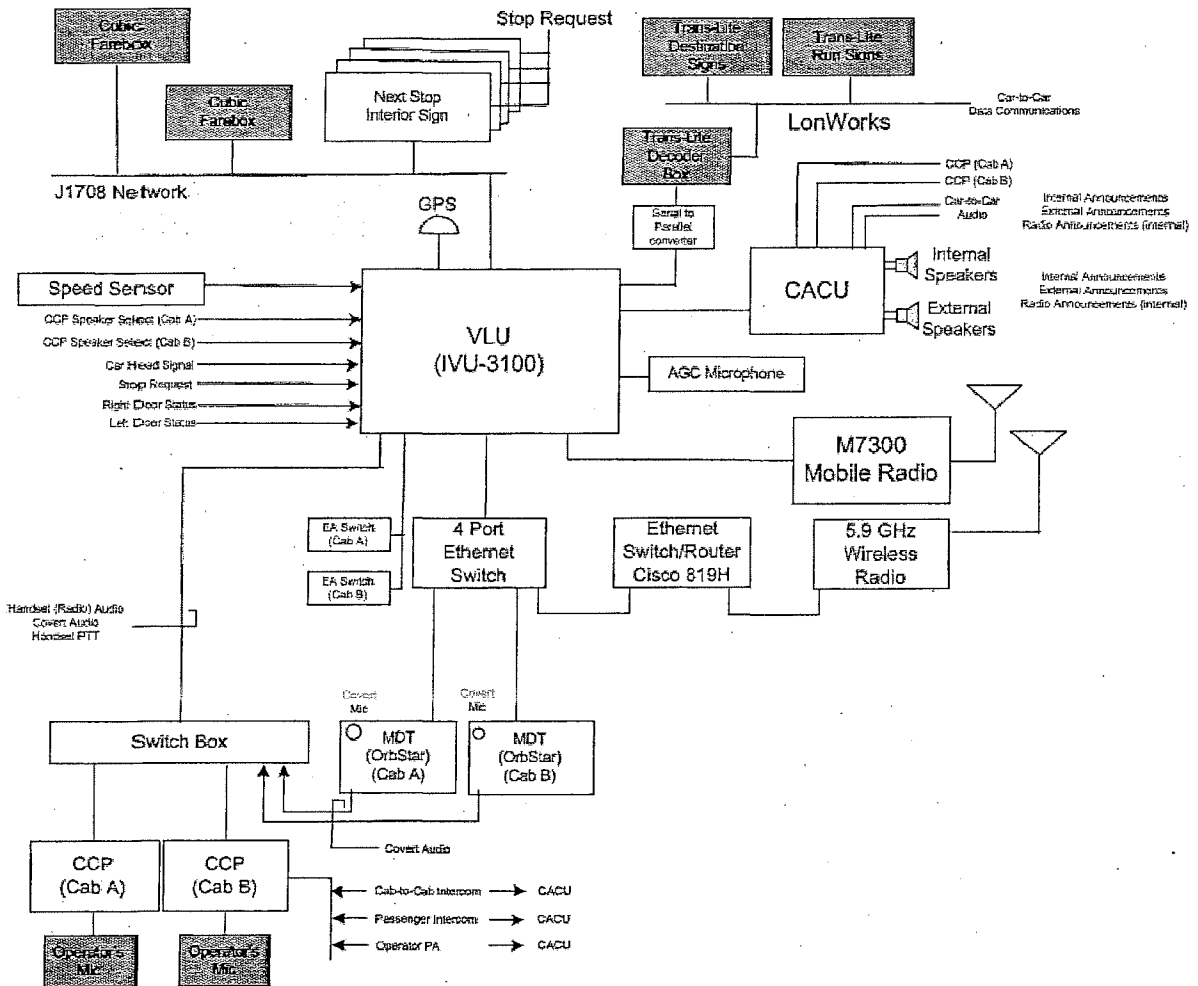 Cubic
Farebox
Cubic
Farebox
Stop Request
Next Stop
Interior Sign
J1708 Network
Trans-Lite
Destination
Signs
Trans-Lite
Run Signs
Car-to-Car
Data Communications
LonWorks
Trans-Lite
Decoder
Box
Serial to
Parallel
converter
GPS
CCP (Cab A)
CCP (Cab B)
Car-to-Car
Audio
Internal Announcements
External Announcements
Radio Announcements (internal)
CACU
Internal
Speakers
External
Speakers
Internal Announcements
External Announcements
Radio Announcements (internal)
Speed Sensor
CCP Speaker Select (Cab A)
CCP Speaker Select (Cab B)
Car Head Signal
Stop Request
Right Door Status
Left Door Status
VLU
(IVU-3100)
AGC Microphone
M7300
Mobile Radio
EA Switch
(Cab A)
EA Switch
(Cab B)
4 Port
Ethernet
Switch
Ethernet
Switch/Router
Cisco 819H
5.9 GHz
Wireless
Radio
Handset (Radio) Audio
Covert Audio
Handset PTT
Covert
Mic
Covert
Mic
Switch Box
MDT
(OrbStar)
(Cab A)
MDT
(OrbStar)
(Cab B)
Covert Audio
CCP
(Cab A)
CCP
(Cab B)
Cab-to-Cab Intercom
CACU
Passenger Intercom
CACU
Operator PA
CACU
Operator's
Mic
Operator's
Mic